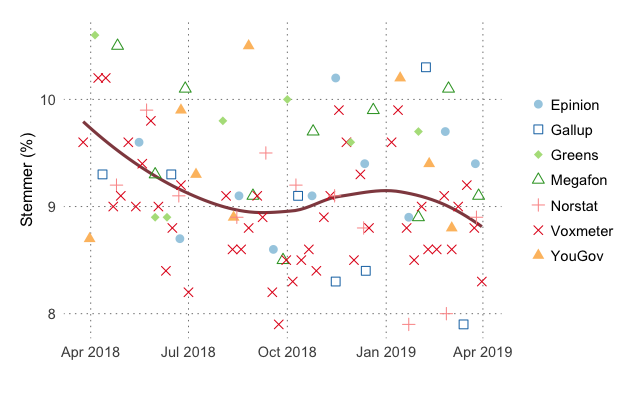 Stemmer (%)
10
9
8
Apr 2018 Jul 2018 Oct 2018 Jan 2019 Apr 2019
Epinion
Gallup
Greens
Megafon
Norstat
Voxmeter
YouGov